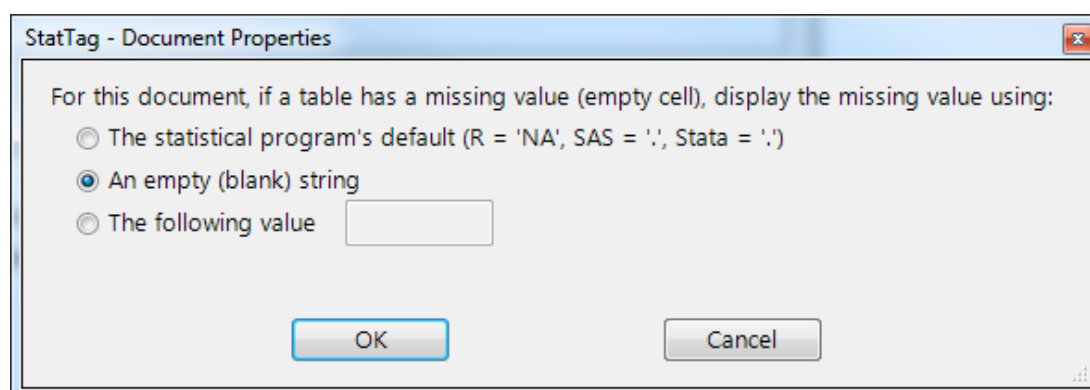 StatTag - Document Properties
For this document, if a table has a missing value (empty cell), display the missing value using:
The statistical program's default (R = 'NA', SAS = '.', Stata = '.')
An empty (blank) string
The following value
OK Cancel